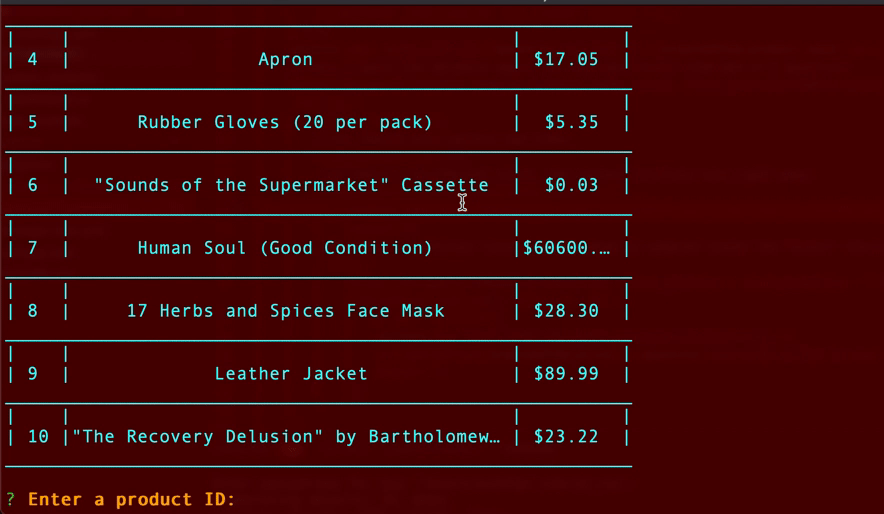 4 Apron $17.05
5 Rubber Gloves (20 per pack) $5.35
6 "Sounds of the Supermarket" Cassette $0.03
7 Human Soul (Good Condition) $60600.…
8 17 Herbs and Spices Face Mask $28.30
9 Leather Jacket $89.99
10 "The Recovery Delusion" by Bartholomew… $23.22
? Enter a product ID: